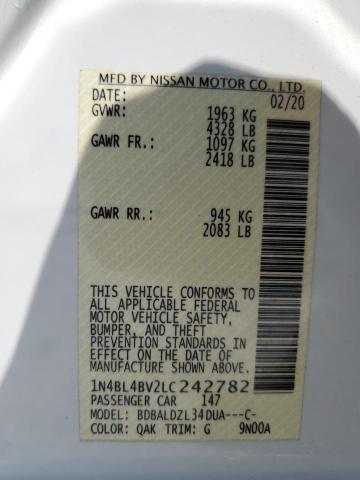 MFD BY NISSAN MOTOR CO., LTD.
DATE: 02/20
GVWR: 1963 KG
4328 LB
GAWR FR.: 1097 KG
2418 LB
GAWR RR.: 945 KG
2083 LB
THIS VEHICLE CONFORMS TO
ALL APPLICABLE FEDERAL
MOTOR VEHICLE SAFETY,
BUMPER, AND THEFT
PREVENTION STANDARDS IN
EFFECT ON THE DATE OF
MANUFACTURE SHOWN ABOVE.
1N4BL4BV2LC242782
PASSENGER CAR 147
MODEL: BDBALDZL34DUA---C-
COLOR: QAK TRIM: G 9N00A